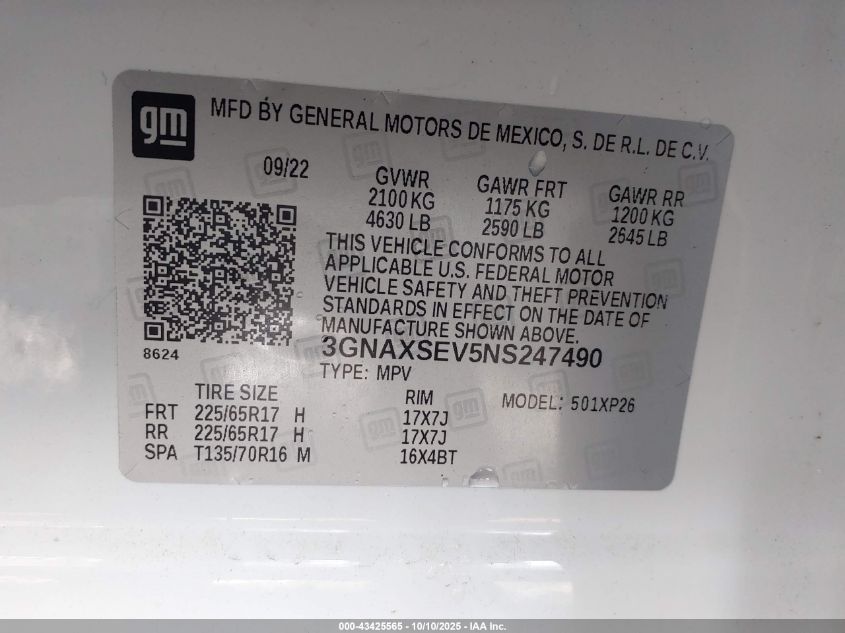 gm
MFD BY GENERAL MOTORS DE MEXICO, S. DE R.L. DE C.V.
09/22
GVWR
2100 KG
4630 LB
GAWR FRT
1175 KG
2590 LB
GAWR RR
1200 KG
2645 LB
THIS VEHICLE CONFORMS TO ALL
APPLICABLE U.S. FEDERAL MOTOR
VEHICLE SAFETY AND THEFT PREVENTION
STANDARDS IN EFFECT ON THE DATE OF
MANUFACTURE SHOWN ABOVE.
8624
3GNAXSEV5NS247490
TYPE: MPV
MODEL: 501XP26
TIRE SIZE RIM
FRT 225/65R17 H 17X7J
RR 225/65R17 H 17X7J
SPA T135/70R16 M 16X4BT
000-43425565 - 10/10/2025 - IAA Inc.